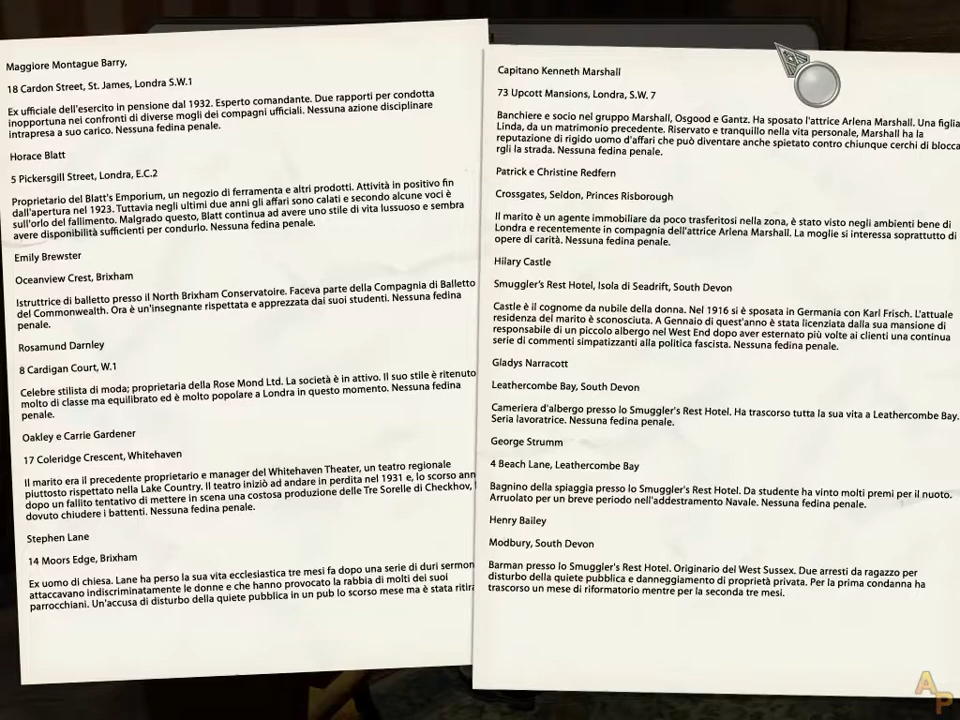 Maggiore Montague Barry,
18 Cardon Street, St. James, Londra S.W.1
Ex ufficiale dell'esercito in pensione dal 1932. Esperto comandante. Due rapporti per condotta
inopportuna nei confronti di diverse mogli dei compagni ufficiali. Nessuna azione disciplinare
intrapresa a suo carico. Nessuna fedina penale.
Horace Blatt
5 Pickersgill Street, Londra, E.C.2
Proprietario del Blatt's Emporium, un negozio di ferramenta e altri prodotti. Attività in positivo fin
dall'apertura nel 1923. Tuttavia negli ultimi due anni gli affari sono calati e secondo alcune voci è
sull'orlo del fallimento. Malgrado questo, Blatt continua ad avere uno stile di vita lussuoso e sembra
avere disponibilità sufficienti per condurlo. Nessuna fedina penale.
Emily Brewster
Oceanview Crest, Brixham
Istruttrice di balletto presso il North Brixham Conservatoire. Faceva parte della Compagnia di Balletto
del Commonwealth. Ora è un'insegnante rispettata e apprezzata dai suoi studenti. Nessuna fedina
penale.
Rosamund Darnley
8 Cardigan Court, W.1
Celebre stilista di moda; proprietaria della Rose Mond Ltd. La società è in attivo. Il suo stile è ritenuto
molto di classe ma equilibrato ed è molto popolare a Londra in questo momento. Nessuna fedina
penale.
Oakley e Carrie Gardener
17 Coleridge Crescent, Whitehaven
Il marito era il precedente proprietario e manager del Whitehaven Theater, un teatro regionale
piuttosto rispettato nella Lake Country. Il teatro iniziò ad andare in perdita nel 1931 e, lo scorso ann
dopo un fallito tentativo di mettere in scena una costosa produzione delle Tre Sorelle di Checkhov,
dovuto chiudere i battenti. Nessuna fedina penale.
Stephen Lane
14 Moors Edge, Brixham
Ex uomo di chiesa. Lane ha perso la sua vita ecclesiastica tre mesi fa dopo una serie di duri sermon
attaccavano indiscriminatamente le donne e che hanno provocato la rabbia di molti dei suoi
parrocchiani. Un'accusa di disturbo della quiete pubblica in un pub lo scorso mese ma è stata ritira
Capitano Kenneth Marshall
73 Upcott Mansions, Londra, S.W. 7
Banchiere e socio nel gruppo Marshall, Osgood e Gantz. Ha sposato l'attrice Arlena Marshall. Una figlia
Linda, da un matrimonio precedente. Riservato e tranquillo nella vita personale, Marshall ha la
reputazione di rigido uomo d'affari che può diventare anche spietato contro chiunque cerchi di blocca
rgli la strada. Nessuna fedina penale.
Patrick e Christine Redfern
Crossgates, Seldon, Princes Risborough
Il marito è un agente immobiliare da poco trasferitosi nella zona, è stato visto negli ambienti bene di
Londra e recentemente in compagnia dell'attrice Arlena Marshall. La moglie si interessa soprattutto di
opere di carità. Nessuna fedina penale.
Hilary Castle
Smuggler's Rest Hotel, Isola di Seadrift, South Devon
Castle è il cognome da nubile della donna. Nel 1916 si è sposata in Germania con Karl Frisch. L'attuale
residenza del marito è sconosciuta. A Gennaio di quest'anno è stata licenziata dalla sua mansione di
responsabile di un piccolo albergo nel West End dopo aver esternato più volte ai clienti una continua
serie di commenti simpatizzanti alla politica fascista. Nessuna fedina penale.
Gladys Narracott
Leathercombe Bay, South Devon
Cameriera d'albergo presso lo Smuggler's Rest Hotel. Ha trascorso tutta la sua vita a Leathercombe Bay.
Seria lavoratrice. Nessuna fedina penale.
George Strumm
4 Beach Lane, Leathercombe Bay
Bagnino della spiaggia presso lo Smuggler's Rest Hotel. Da studente ha vinto molti premi per il nuoto.
Arruolato per un breve periodo nell'addestramento Navale. Nessuna fedina penale.
Henry Bailey
Modbury, South Devon
Barman presso lo Smuggler's Rest Hotel. Originario del West Sussex. Due arresti da ragazzo per
disturbo della quiete pubblica e danneggiamento di proprietà privata. Per la prima condanna ha
trascorso un mese di riformatorio mentre per la seconda tre mesi.
AP